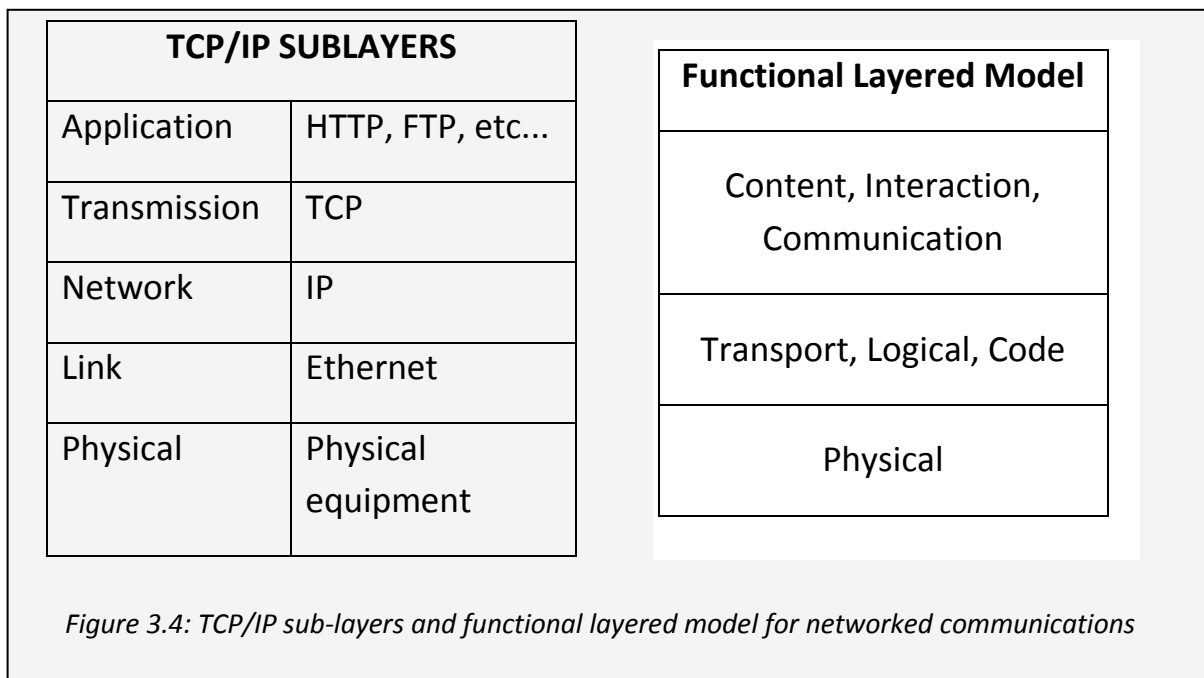 TCP/IP SUBLAYERS
Application HTTP, FTP, etc...
Transmission TCP
Network IP
Link Ethernet
Physical Physical
equipment
Functional Layered Model
Content, Interaction,
Communication
Transport, Logical, Code
Physical
Figure 3.4: TCP/IP sub-layers and functional layered model for networked communications